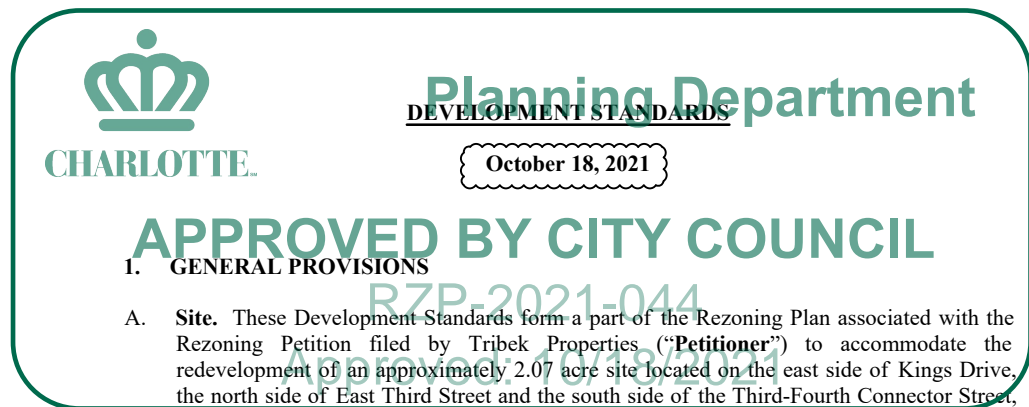 Planning Department
DEVELOPMENT STANDARDS
CHARLOTTE
October 18, 2021
APPROVED BY CITY COUNCIL
1. GENERAL PROVISIONS
RZP-2021-044
A. Site. These Development Standards form a part of the Rezoning Plan associated with the
Rezoning Petition filed by Tribek Properties (“Petitioner”) to accommodate the
Approved: 10/18/2021
redevelopment of an approximately 2.07 acre site located on the east side of Kings Drive,
the north side of East Third Street and the south side of the Third-Fourth Connector Street,